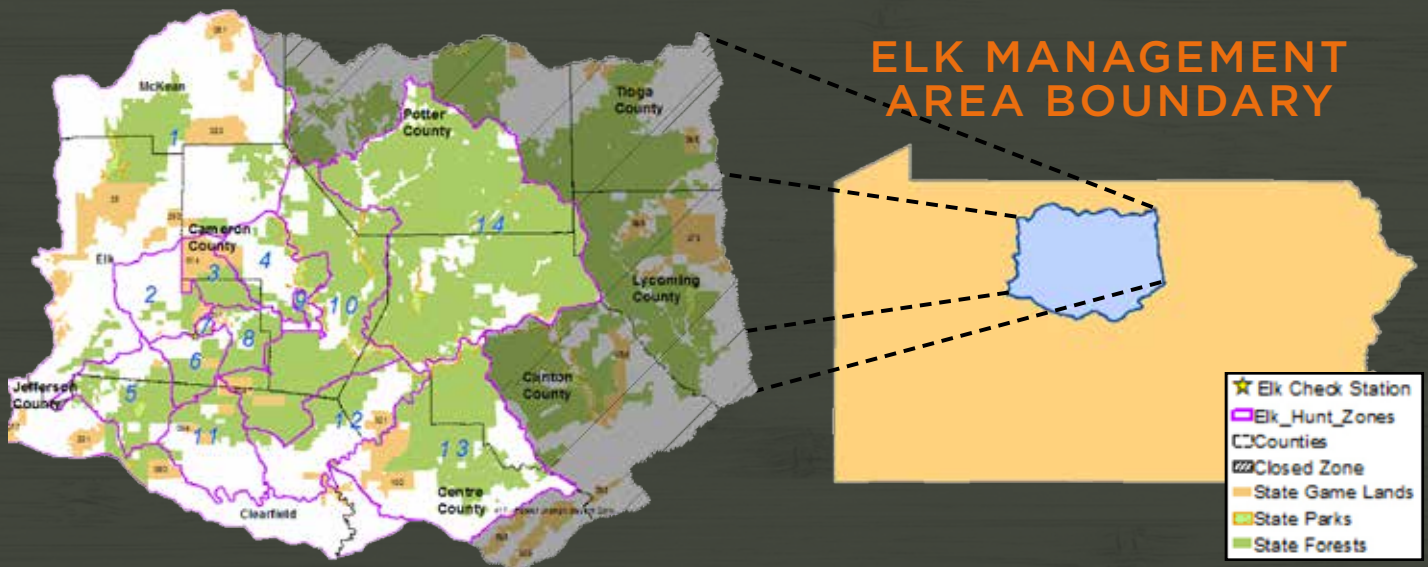 ELK MANAGEMENT
AREA BOUNDARY
McKean
1
Potter
County
Tioga
County
14
Cameron
County
Elk
3
4
2
9
10
Lycoming
County
7
8
6
Clinton
County
Jefferson
County
5
11
12
13
Centre
County
Clearfield
Elk Check Station
Elk_Hunt_Zones
Counties
Closed Zone
State Game Lands
State Parks
State Forests